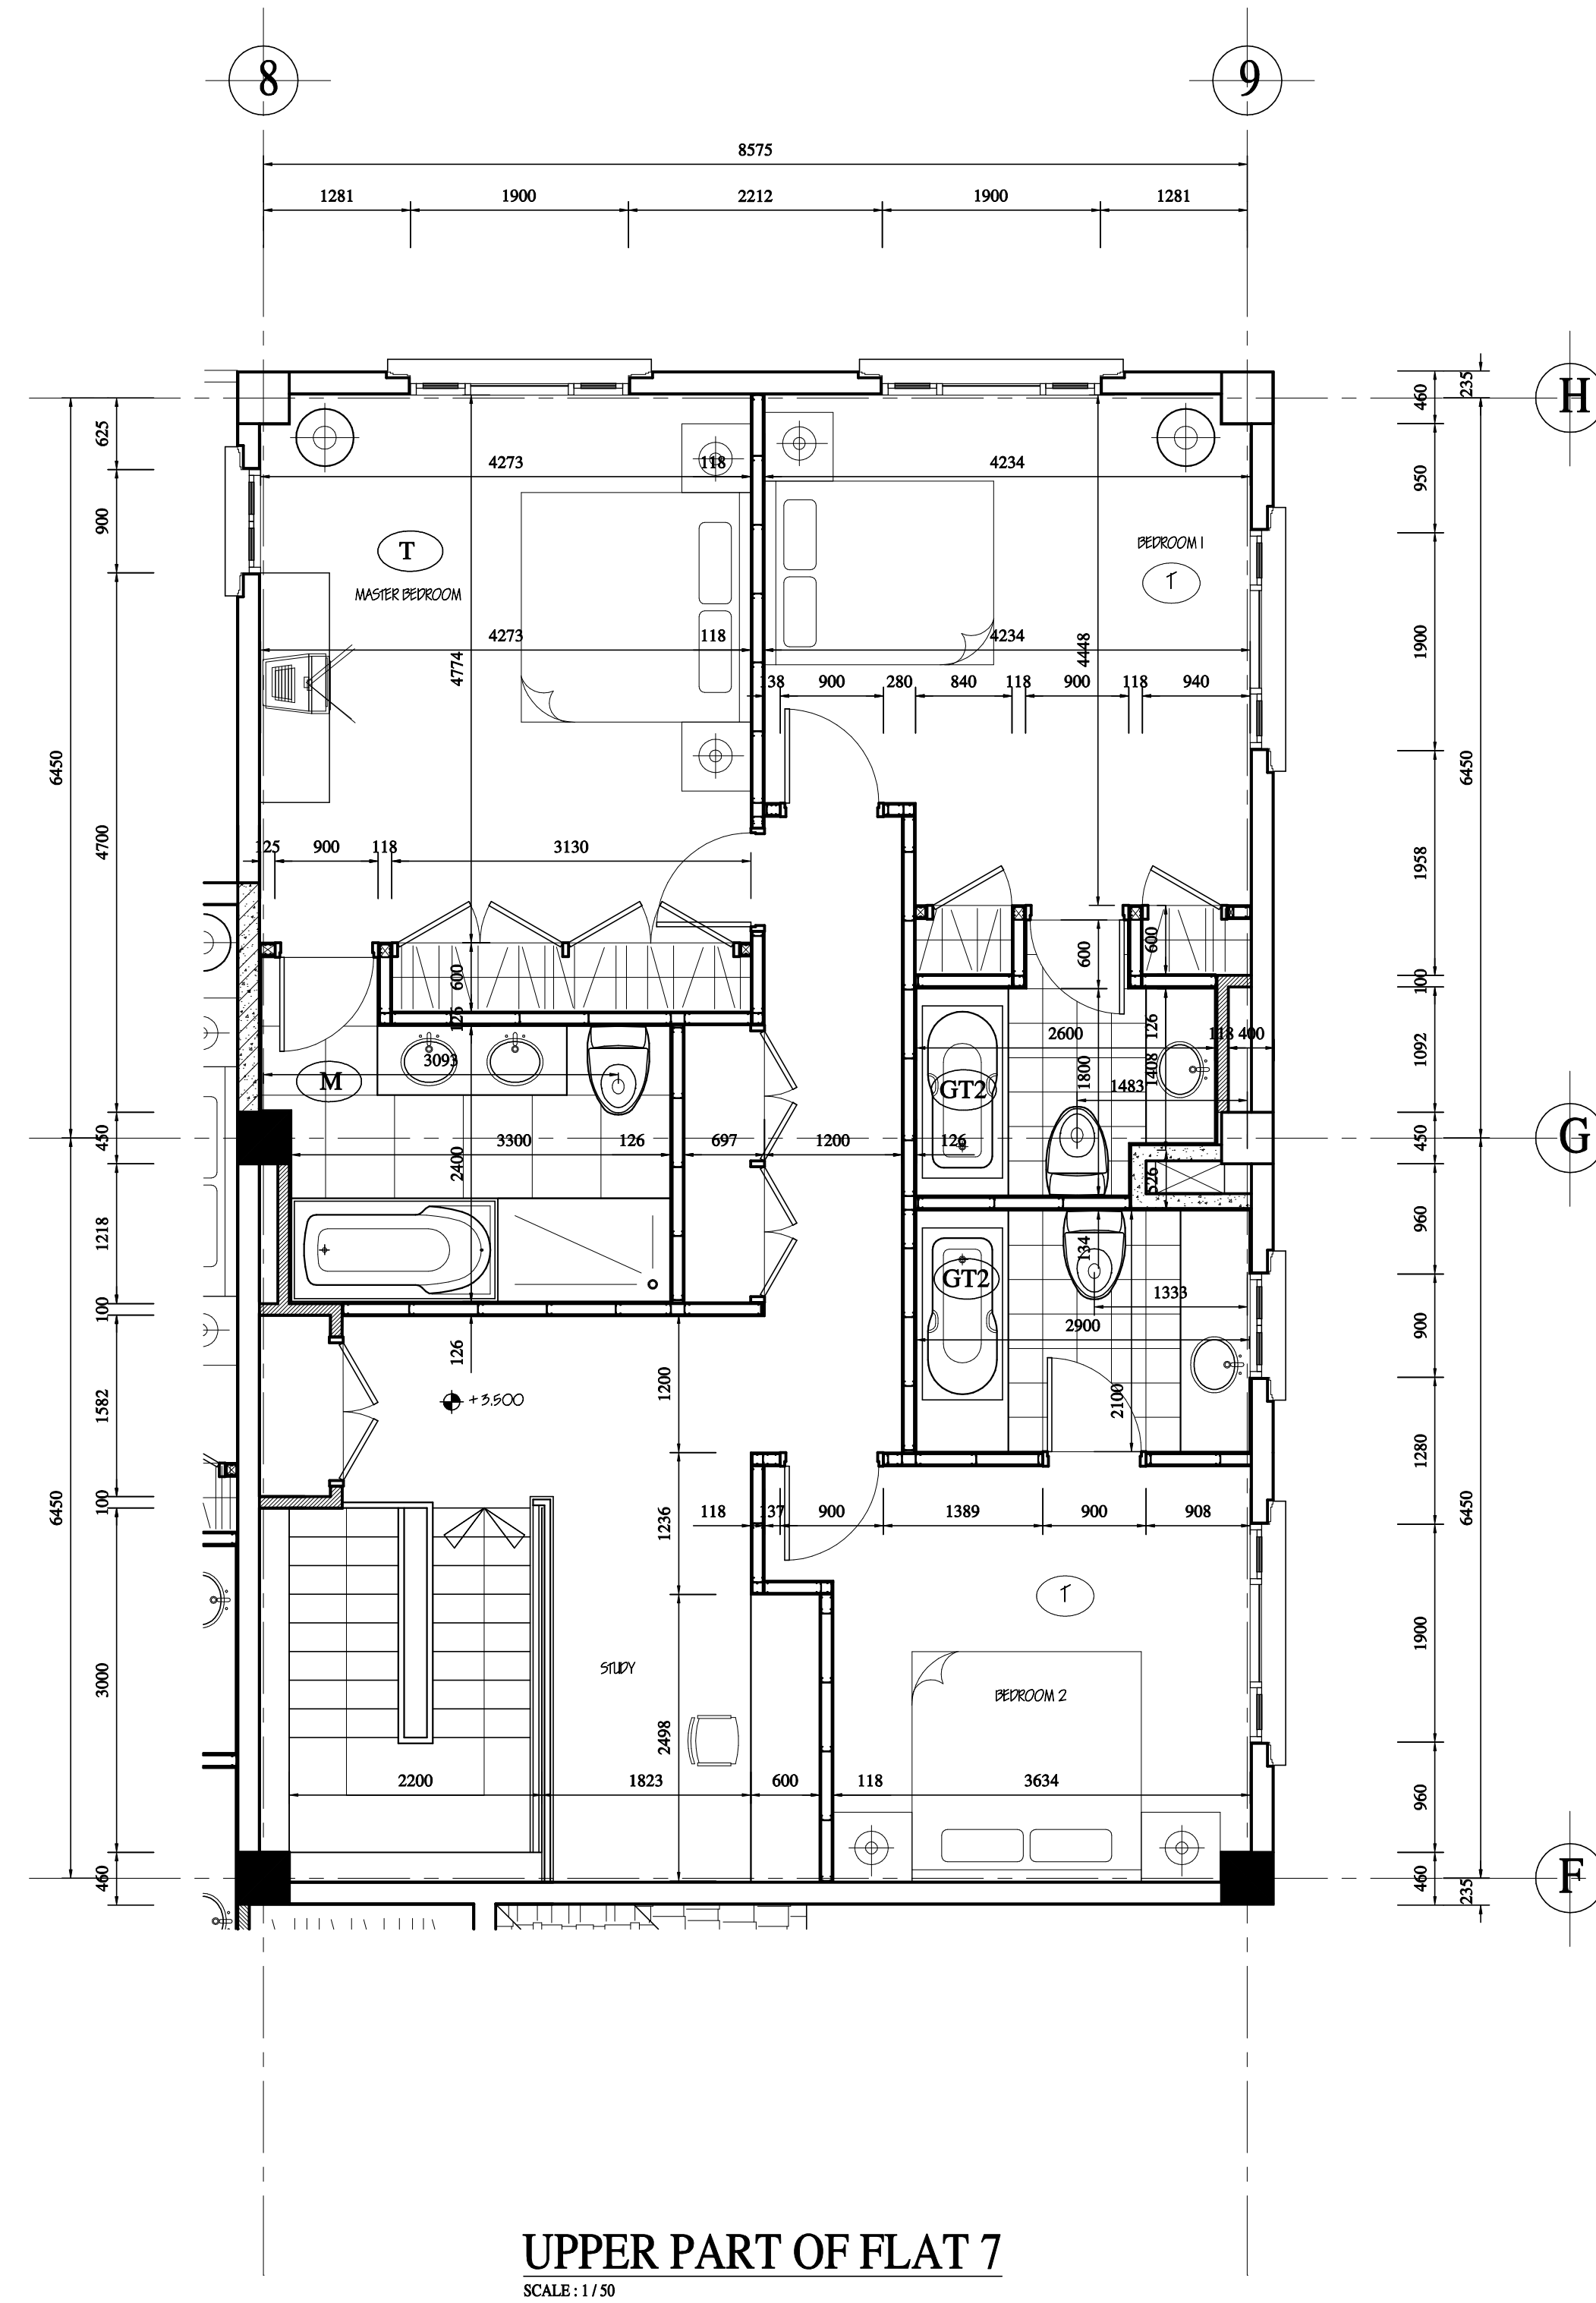 8 9
8575
1281 1900 2212 1900 1281
H
235
460
625
4273 118 4234
950
900
T
BEDROOM 1
T
MASTER BEDROOM
1900
4273 118 4234
4774
4448
138 900 280 840 118 900 118 940
6450
6450
4700
125 900 118 3130
1958
600
600
600
100
126
2600
126
118 400
1092
3093
M
1800
1408
1483
GT2
450
3300 126 697 1200 126
450
G
2400
526
1218
960
134
GT2
1333
100
2900
900
126
1200
+3.500
2100
1582
1280
100
6450
118 137 900 1389 900 908
6450
1236
T
1900
STUDY
3000
BEDROOM 2
2498
2200 1823 600 118 3634
960
460
460
235
F
UPPER PART OF FLAT 7
SCALE : 1 / 50